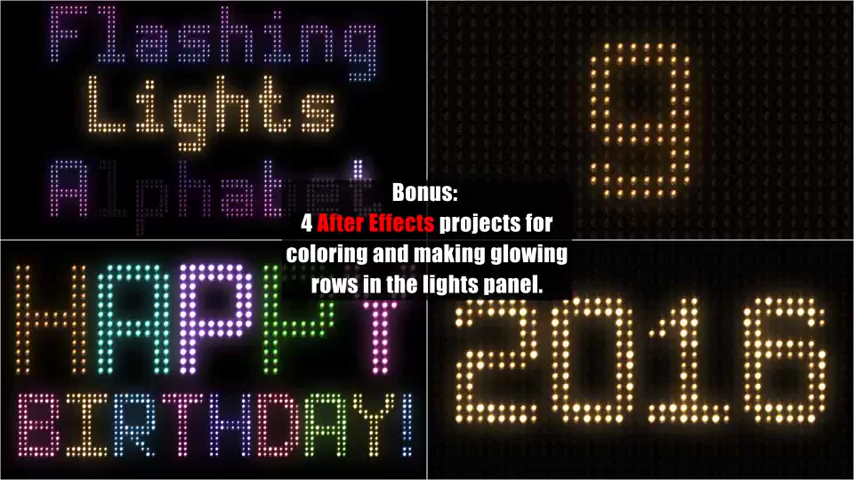 Flashing
Lights
Alphabet
9
Bonus:
4 After Effects projects for
coloring and making glowing
rows in the lights panel.
HAPPY
BIRTHDAY!
2016